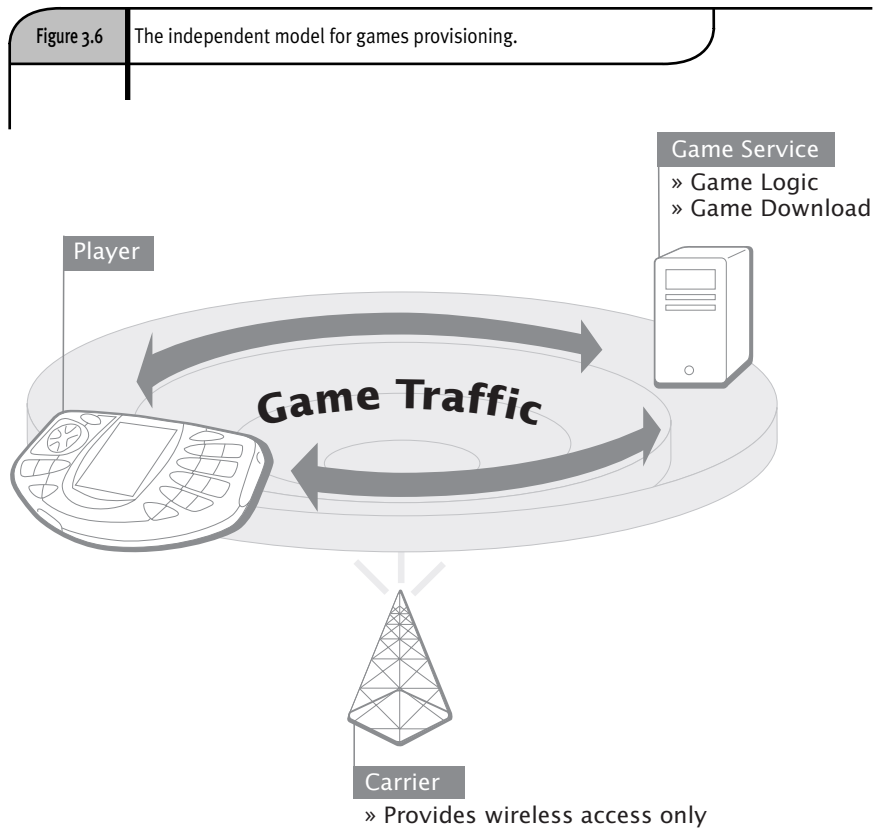 Figure 3.6
The independent model for games provisioning.
Game Service
» Game Logic
» Game Download
Player
Game Traffic
Carrier
» Provides wireless access only